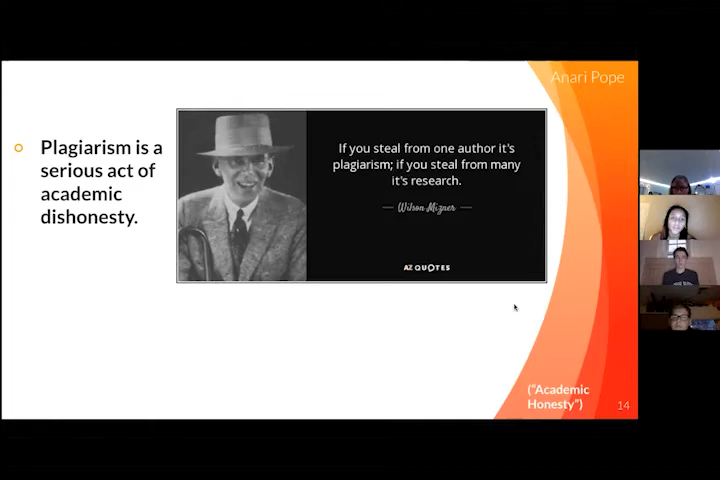 Anari Pope
Plagiarism is a
serious act of
academic
dishonesty.
If you steal from one author it's
plagiarism; if you steal from many
it's research.
— Wilson Mizner —
AZ QUOTES
("Academic
Honesty")
14